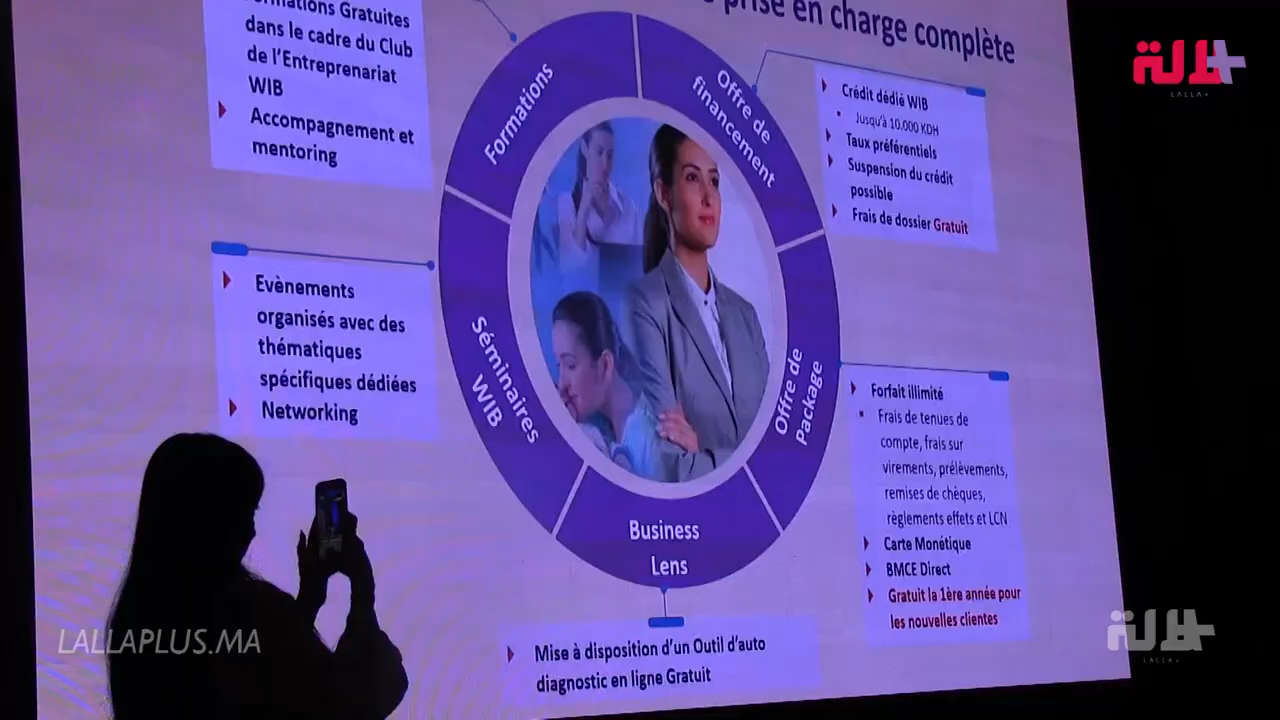 prise en charge complète
Gratuites
dans le cadre du Club
de l'Entreprenariat
WIB
Accompagnement et
mentoring
Formations
Offre de
financement
Crédit dédié WIB
Jusqu'à 10.000 KDH
Taux préférentiels
Suspension du crédit
possible
Frais de dossier Gratuit
Evènements
organisés avec des
thématiques
spécifiques dédiées
Networking
Séminaires
WIB
Offre de
Package
Forfait illimité
Frais de tenues de
compte, frais sur
virements, prélèvements,
remises de chèques,
règlements effets et LCN
Carte Monétique
BMCE Direct
Gratuit la 1ère année pour
les nouvelles clientes
Business
Lens
Mise à disposition d'un Outil d'auto
diagnostic en ligne Gratuit
LALLAPLUS.MA
لالة+
LALLA+
لالة+
LALLA+